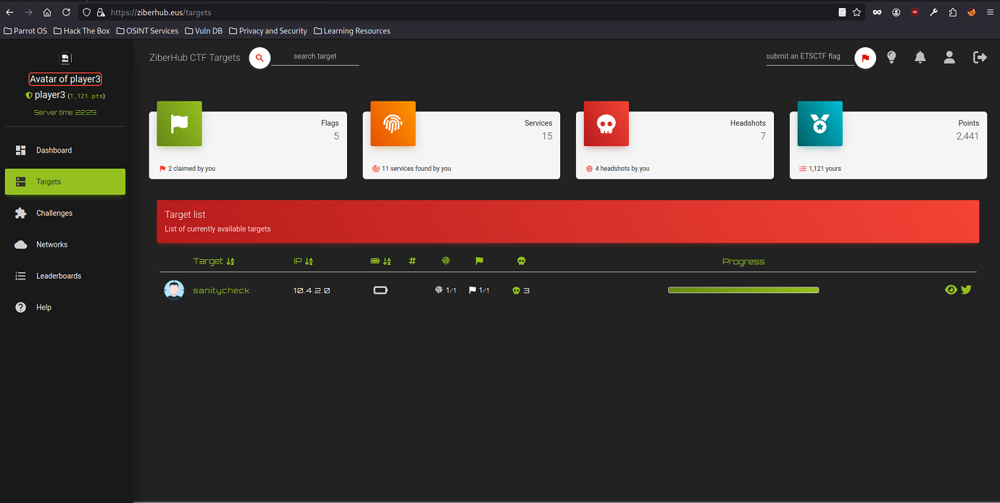 https://ziberhub.eus/targets
Parrot OS Hack The Box OSINT Services Vuln DB Privacy and Security Learning Resources
Avatar of player3
player3 (1,121 pts)
Server time: 22:29
Dashboard
Targets
Challenges
Networks
Leaderboards
Help
ZiberHub CTF Targets search target submit an ETSCTF flag
Flags
5
2 claimed by you
Services
15
11 services found by you
Headshots
7
4 headshots by you
Points
2,441
1,121 yours
Target list
List of currently available targets
Target IP # Progress
sanitycheck 10.4.2.0 1/1 1/1 3